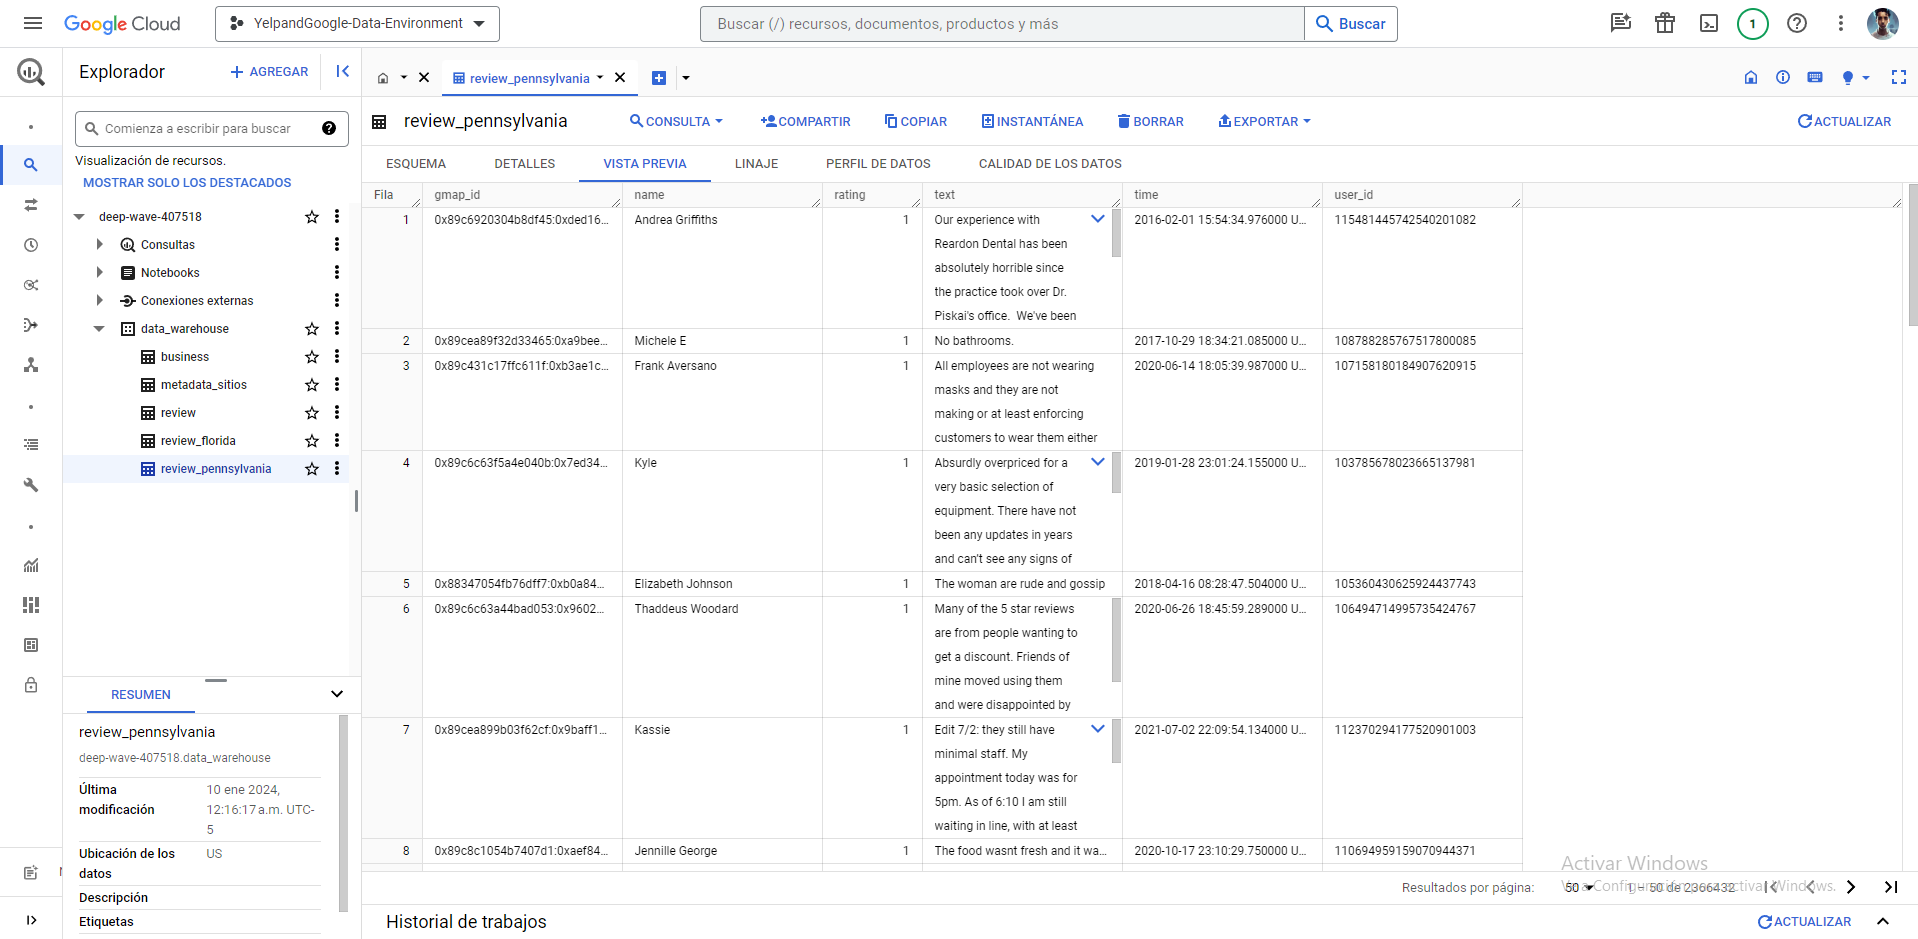 Google Cloud
YelpandGoogle-Data-Environment
Buscar (/) recursos, documentos, productos y más
Buscar
1
Explorador
AGREGAR
review_pennsylvania
Comienza a escribir para buscar
Visualización de recursos.
MOSTRAR SOLO LOS DESTACADOS
deep-wave-407518
Consultas
Notebooks
Conexiones externas
data_warehouse
business
metadata_sitios
review
review_florida
review_pennsylvania
RESUMEN
review_pennsylvania
deep-wave-407518.data_warehouse
Última modificación 10 ene 2024, 12:16:17 a.m. UTC-5
Ubicación de los datos US
Descripción
Etiquetas
review_pennsylvania
CONSULTA
COMPARTIR
COPIAR
INSTANTÁNEA
BORRAR
EXPORTAR
ACTUALIZAR
ESQUEMA
DETALLES
VISTA PREVIA
LINAJE
PERFIL DE DATOS
CALIDAD DE LOS DATOS
Fila gmap_id name rating text time user_id
1 0x89c6920304b8df45:0xded16... Andrea Griffiths 1 Our experience with 2016-02-01 15:54:34.976000 U... 115481445742540201082
Reardon Dental has been
absolutely horrible since
the practice took over Dr.
Piskai's office. We've been
2 0x89cea89f32d33465:0xa9bee... Michele E 1 No bathrooms. 2017-10-29 18:34:21.085000 U... 108788285767517800085
3 0x89c431c17ffc611f:0xb3ae1c... Frank Aversano 1 All employees are not wearing 2020-06-14 18:05:39.987000 U... 107158180184907620915
masks and they are not
making or at least enforcing
customers to wear them either
4 0x89c6c63f5a4e040b:0x7ed34... Kyle 1 Absurdly overpriced for a 2019-01-28 23:01:24.155000 U... 103785678023665137981
very basic selection of
equipment. There have not
been any updates in years
and can't see any signs of
5 0x88347054fb76dff7:0xb0a84... Elizabeth Johnson 1 The woman are rude and gossip 2018-04-16 08:28:47.504000 U... 105360430625924437743
6 0x89c6c63a44bad053:0x9602... Thaddeus Woodard 1 Many of the 5 star reviews 2020-06-26 18:45:59.289000 U... 106494714995735424767
are from people wanting to
get a discount. Friends of
mine moved using them
and were disappointed by
7 0x89cea899b03f62cf:0x9baff1... Kassie 1 Edit 7/2: they still have 2021-07-02 22:09:54.134000 U... 112370294177520901003
minimal staff. My
appointment today was for
5pm. As of 6:10 I am still
waiting in line, with at least
8 0x89c8c1054b7407d1:0xaef84... Jennille George 1 The food wasnt fresh and it wa... 2020-10-17 23:10:29.750000 U... 110694959159070944371
Activar Windows
Ve a Configuración para activar Windows.
Resultados por página: 50 1 – 50 de 2366432
Historial de trabajos
ACTUALIZAR